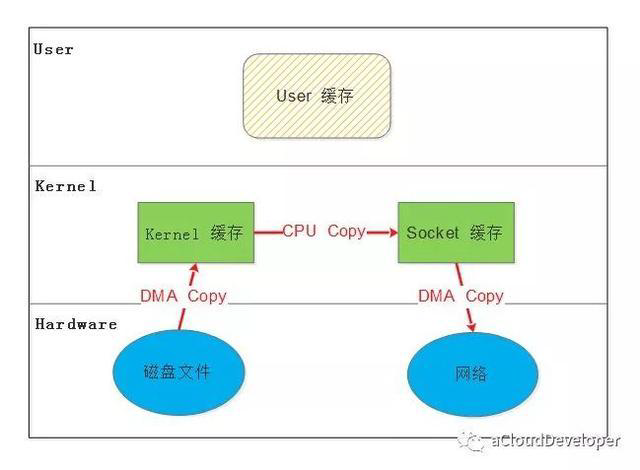 User
User 缓存
Kernel
Kernel 缓存
CPU Copy
Socket 缓存
DMA Copy
DMA Copy
Hardware
磁盘文件
网络
aCloudDeveloper